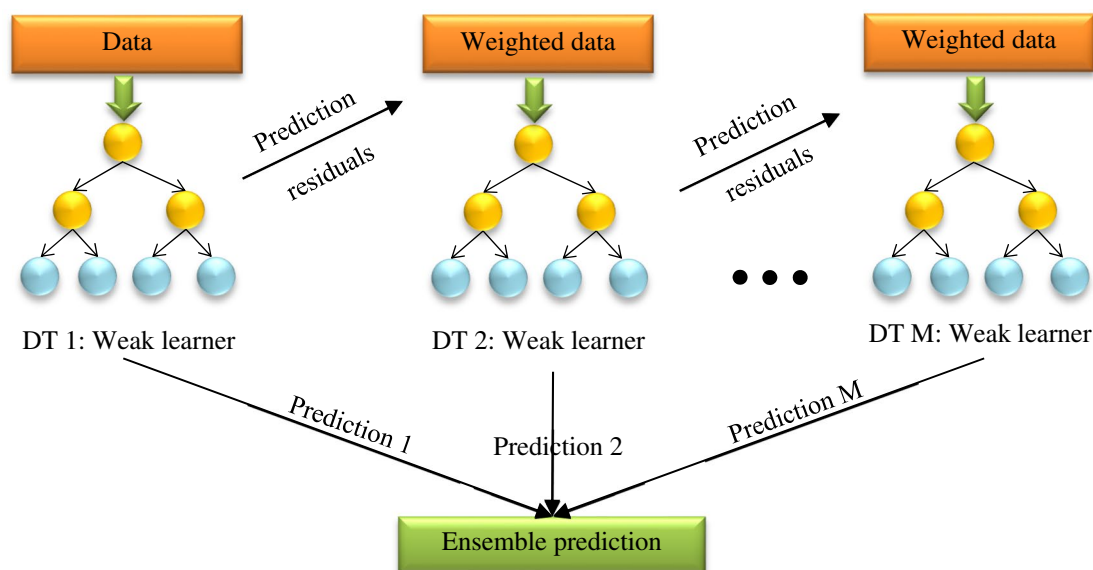 Data
Weighted data
Weighted data
Prediction
residuals
Prediction
residuals
DT 1: Weak learner
DT 2: Weak learner
DT M: Weak learner
Prediction 1
Prediction 2
Prediction M
Ensemble prediction